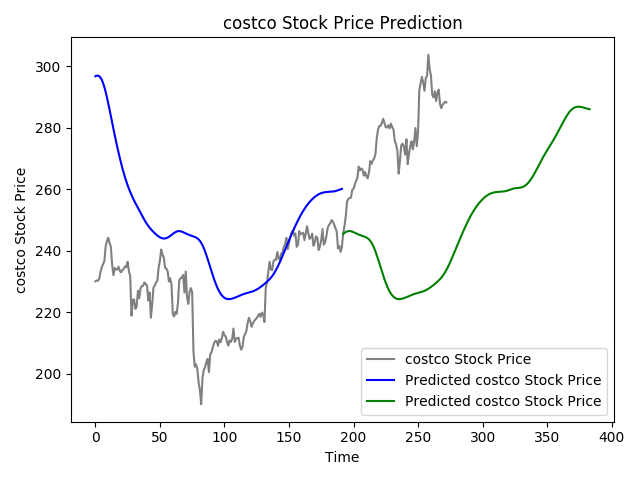 costco Stock Price Prediction
costco Stock Price
300
280
260
240
220
200
0
50
100
150
200
250
300
350
400
Time
costco Stock Price
Predicted costco Stock Price
Predicted costco Stock Price